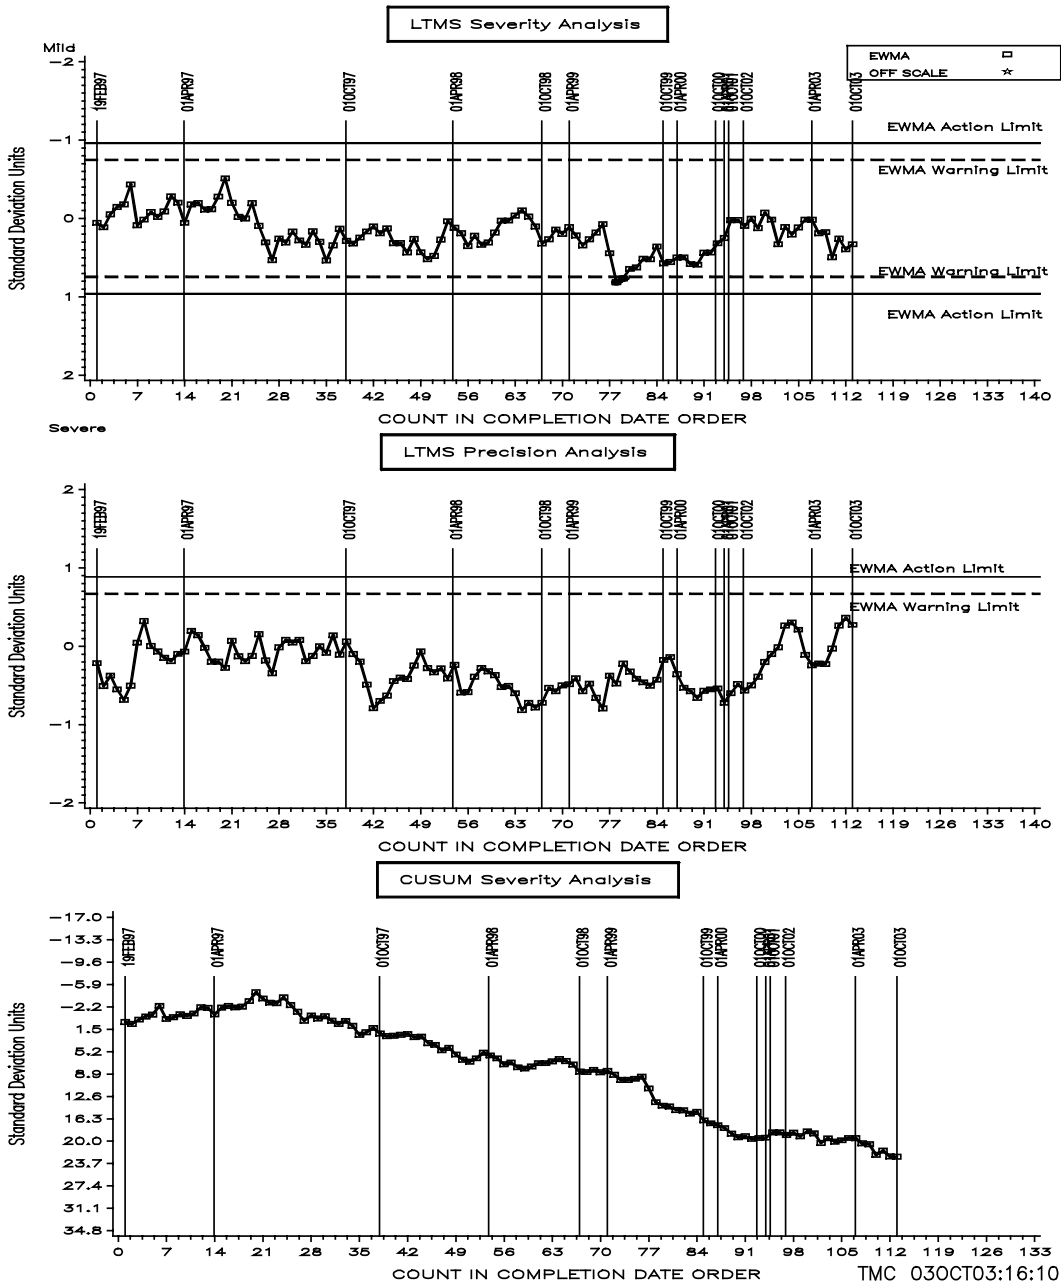 LTMS Severity Analysis
Mild
EWMA
OFF SCALE
Standard Deviation Units
-2
-1
0
1
2
19FEB97 01APR97 01OCT97 01APR98 01OCT98 01APR99 01OCT99 01APR00 01OCT00 01OCT02 01APR03 01OCT03
EWMA Action Limit
EWMA Warning Limit
EWMA Warning Limit
EWMA Action Limit
0 7 14 21 28 35 42 49 56 63 70 77 84 91 98 105 112 119 126 133 140
COUNT IN COMPLETION DATE ORDER
Severe
LTMS Precision Analysis
Standard Deviation Units
2
1
0
-1
-2
19FEB97 01APR97 01OCT97 01APR98 01OCT98 01APR99 01OCT99 01APR00 01OCT00 01OCT02 01APR03 01OCT03
EWMA Action Limit
EWMA Warning Limit
0 7 14 21 28 35 42 49 56 63 70 77 84 91 98 105 112 119 126 133 140
COUNT IN COMPLETION DATE ORDER
CUSUM Severity Analysis
Standard Deviation Units
-17.0
-13.3
-9.6
-5.9
-2.2
1.5
5.2
8.9
12.6
16.3
20.0
23.7
27.4
31.1
34.8
19FEB97 01APR97 01OCT97 01APR98 01OCT98 01APR99 01OCT99 01APR00 01OCT00 01OCT02 01APR03 01OCT03
0 7 14 21 28 35 42 49 56 63 70 77 84 91 98 105 112 119 126 133
COUNT IN COMPLETION DATE ORDER
TMC 03OCT03:16:10